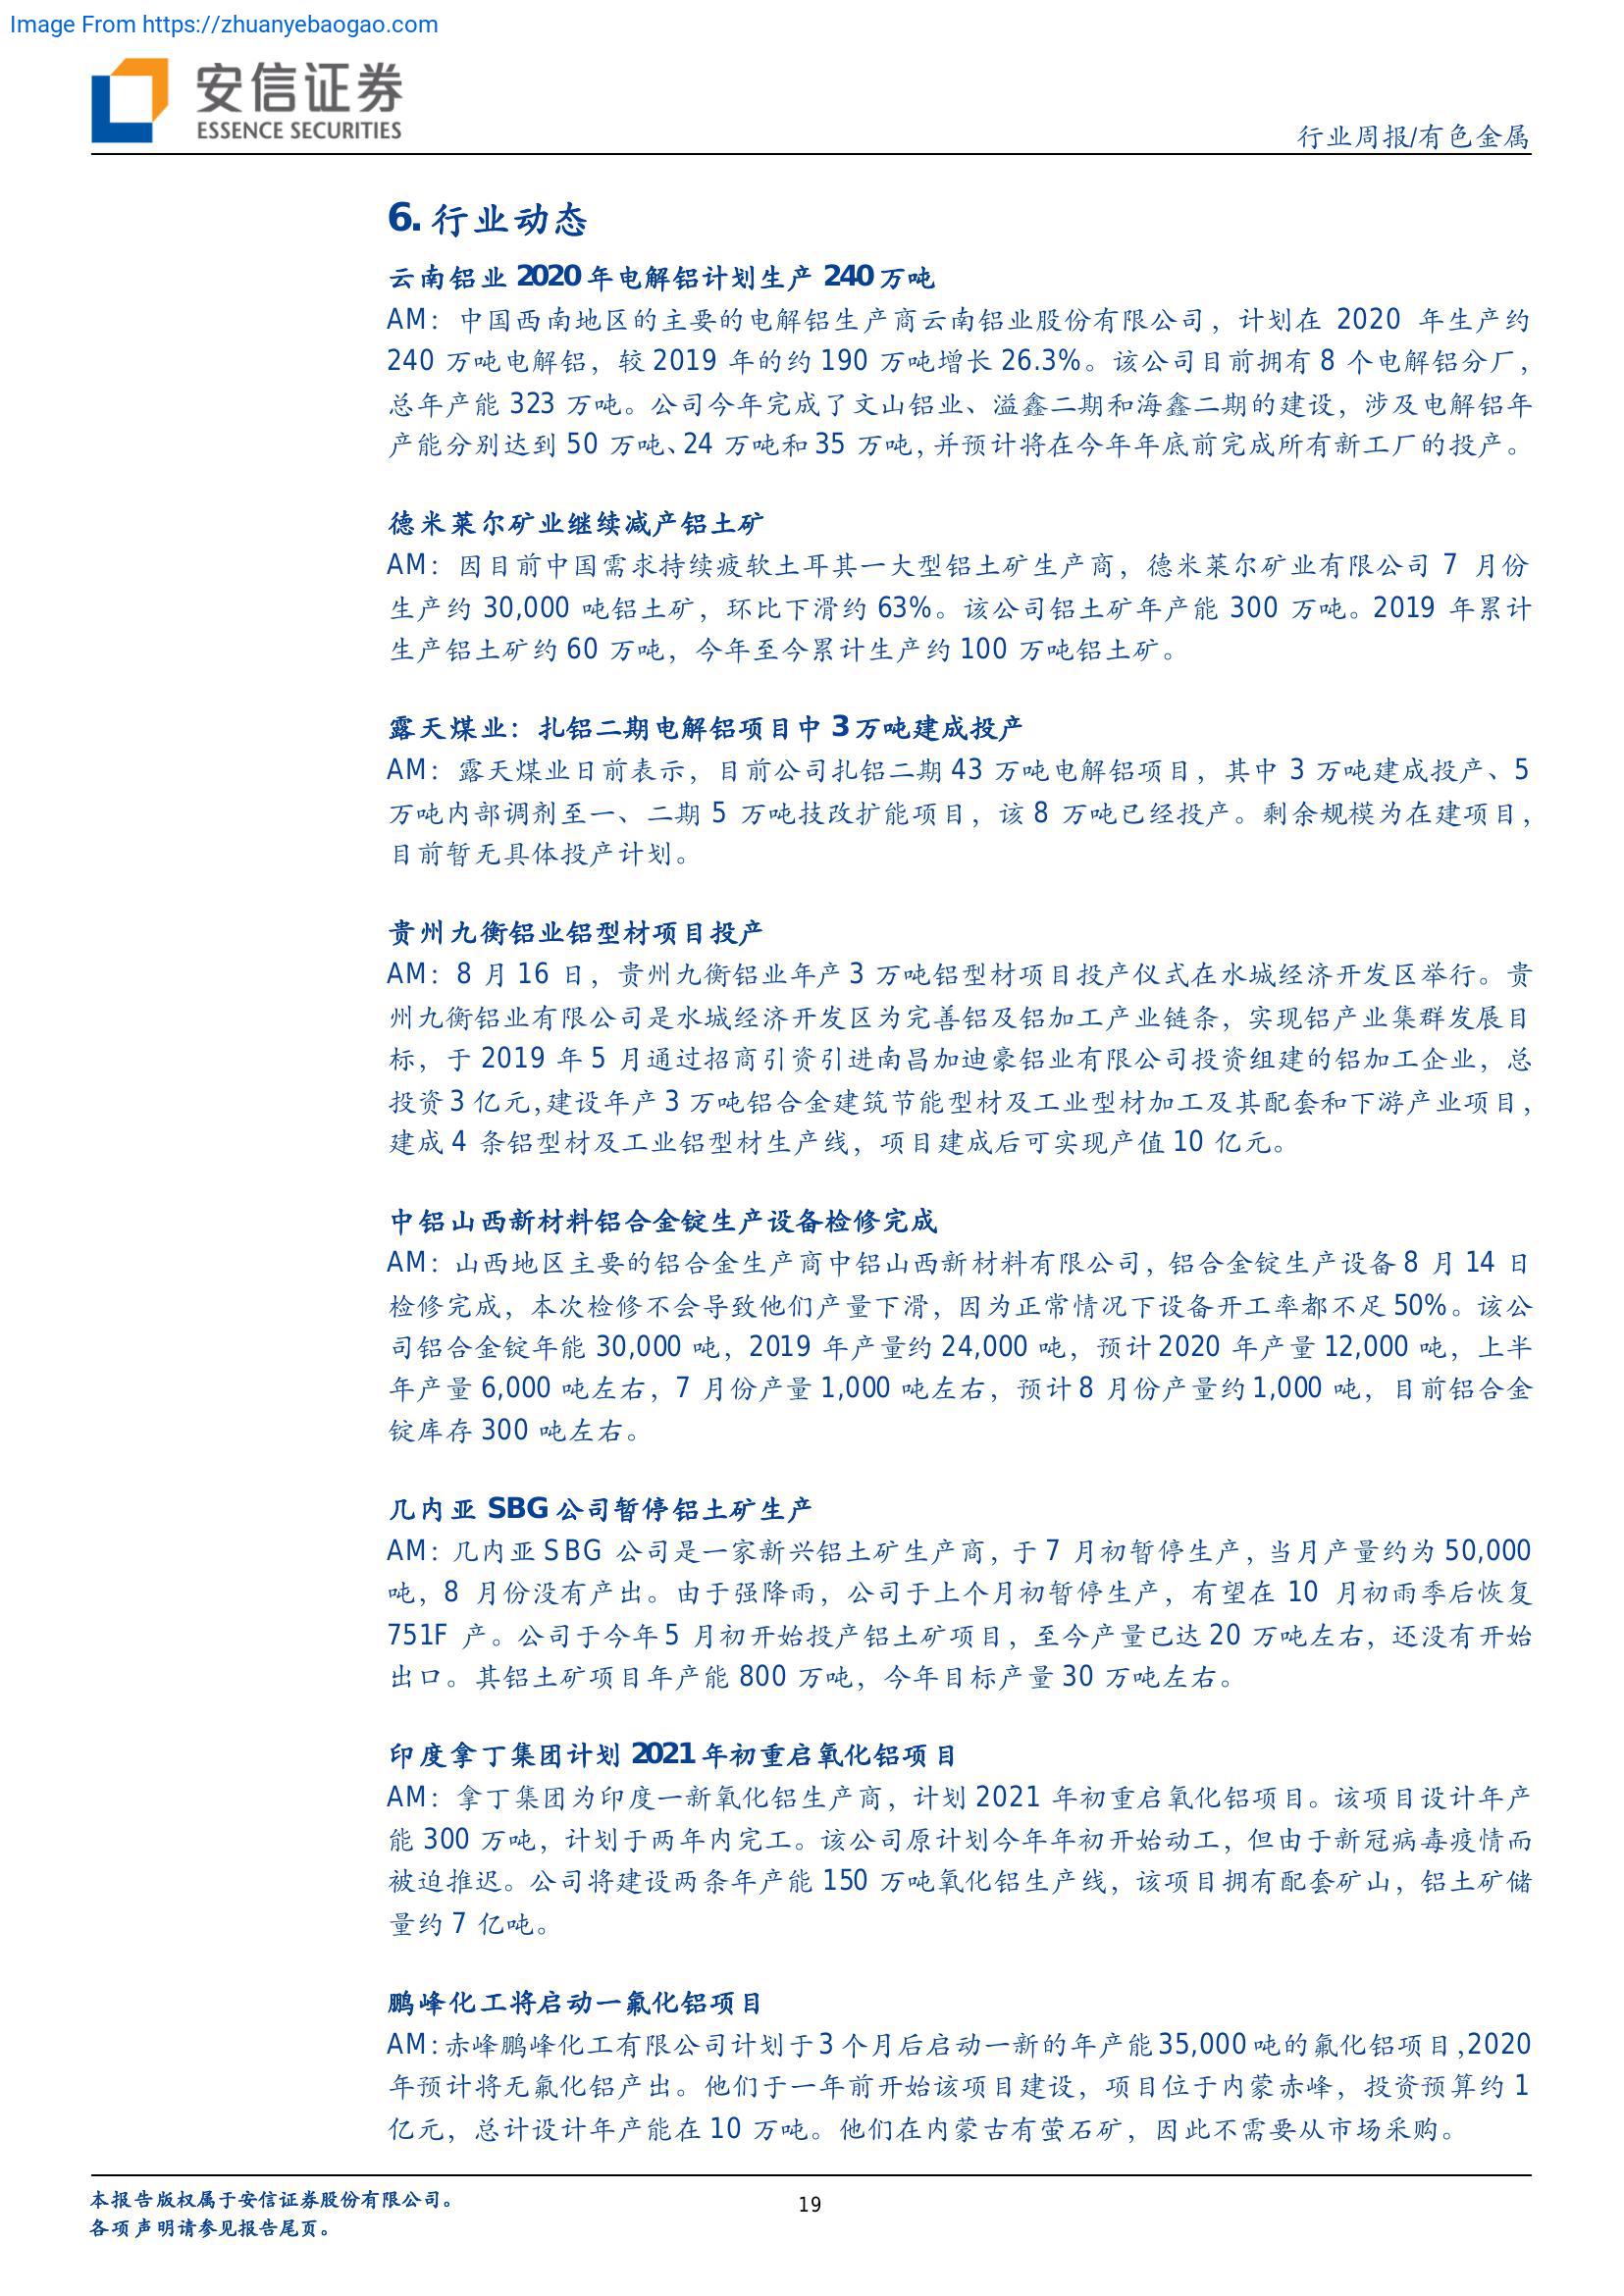 Image From https://zhuanyebaogao.com
安信证券
ESSENCE SECURITIES
行业周报/有色金属
6. 行业动态
云南铝业 2020 年电解铝计划生产 240 万吨
AM：中国西南地区的主要的电解铝生产商云南铝业股份有限公司，计划在 2020 年生产约
240 万吨电解铝，较 2019 年的约 190 万吨增长 26.3%。该公司目前拥有 8 个电解铝分厂，
总年产能 323 万吨。公司今年完成了文山铝业、溢鑫二期和海鑫二期的建设，涉及电解铝年
产能分别达到 50 万吨、24 万吨和 35 万吨，并预计将在今年年底前完成所有新工厂的投产。
德米莱尔矿业继续减产铝土矿
AM：因目前中国需求持续疲软土耳其一大型铝土矿生产商，德米莱尔矿业有限公司 7 月份
生产约 30,000 吨铝土矿，环比下滑约 63%。该公司铝土矿年产能 300 万吨。2019 年累计
生产铝土矿约 60 万吨，今年至今累计生产约 100 万吨铝土矿。
露天煤业：扎铝二期电解铝项目中 3 万吨建成投产
AM：露天煤业日前表示，目前公司扎铝二期 43 万吨电解铝项目，其中 3 万吨建成投产、5
万吨内部调剂至一、二期 5 万吨技改扩能项目，该 8 万吨已经投产。剩余规模为在建项目，
目前暂无具体投产计划。
贵州九衡铝业铝型材项目投产
AM：8 月 16 日，贵州九衡铝业年产 3 万吨铝型材项目投产仪式在水城经济开发区举行。贵
州九衡铝业有限公司是水城经济开发区为完善铝及铝加工产业链条，实现铝产业集群发展目
标，于 2019 年 5 月通过招商引资引进南昌加迪豪铝业有限公司投资组建的铝加工企业，总
投资 3 亿元，建设年产 3 万吨铝合金建筑节能型材及工业型材加工及其配套和下游产业项目，
建成 4 条铝型材及工业铝型材生产线，项目建成后可实现产值 10 亿元。
中铝山西新材料铝合金锭生产设备检修完成
AM：山西地区主要的铝合金生产商中铝山西新材料有限公司，铝合金锭生产设备 8 月 14 日
检修完成，本次检修不会导致他们产量下滑，因为正常情况下设备开工率都不足 50%。该公
司铝合金锭年能 30,000 吨，2019 年产量约 24,000 吨，预计 2020 年产量 12,000 吨，上半
年产量 6,000 吨左右，7 月份产量 1,000 吨左右，预计 8 月份产量约 1,000 吨，目前铝合金
锭库存 300 吨左右。
几内亚 SBG 公司暂停铝土矿生产
AM：几内亚 SBG 公司是一家新兴铝土矿生产商，于 7 月初暂停生产，当月产量约为 50,000
吨，8 月份没有产出。由于强降雨，公司于上个月初暂停生产，有望在 10 月初雨季后恢复
751F 产。公司于今年 5 月初开始投产铝土矿项目，至今产量已达 20 万吨左右，还没有开始
出口。其铝土矿项目年产能 800 万吨，今年目标产量 30 万吨左右。
印度拿丁集团计划 2021 年初重启氧化铝项目
AM：拿丁集团为印度一新氧化铝生产商，计划 2021 年初重启氧化铝项目。该项目设计年产
能 300 万吨，计划于两年内完工。该公司原计划今年年初开始动工，但由于新冠病毒疫情而
被迫推迟。公司将建设两条年产能 150 万吨氧化铝生产线，该项目拥有配套矿山，铝土矿储
量约 7 亿吨。
鹏峰化工将启动一氟化铝项目
AM：赤峰鹏峰化工有限公司计划于 3 个月后启动一新的年产能 35,000 吨的氟化铝项目，2020
年预计将无氟化铝产出。他们于一年前开始该项目建设，项目位于内蒙赤峰，投资预算约 1
亿元，总计设计年产能在 10 万吨。他们在内蒙古有萤石矿，因此不需要从市场采购。
本报告版权属于安信证券股份有限公司。
各项声明请参见报告尾页。
19